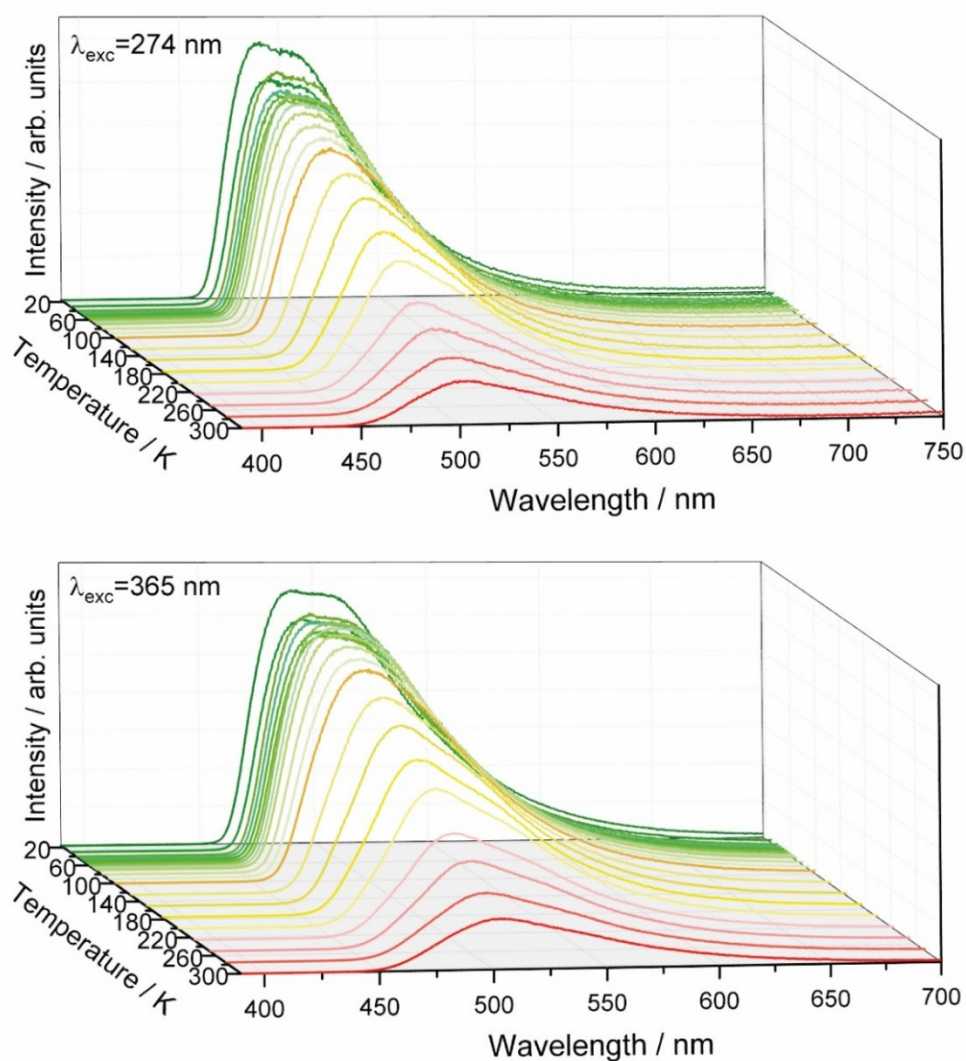 λexc=274 nm
Intensity / arb. units
20
60
100
140
180
220
260
300
Temperature / K
400 450 500 550 600 650 700 750
Wavelength / nm
λexc=365 nm
Intensity / arb. units
20
60
100
140
180
220
260
300
Temperature / K
400 450 500 550 600 650 700
Wavelength / nm